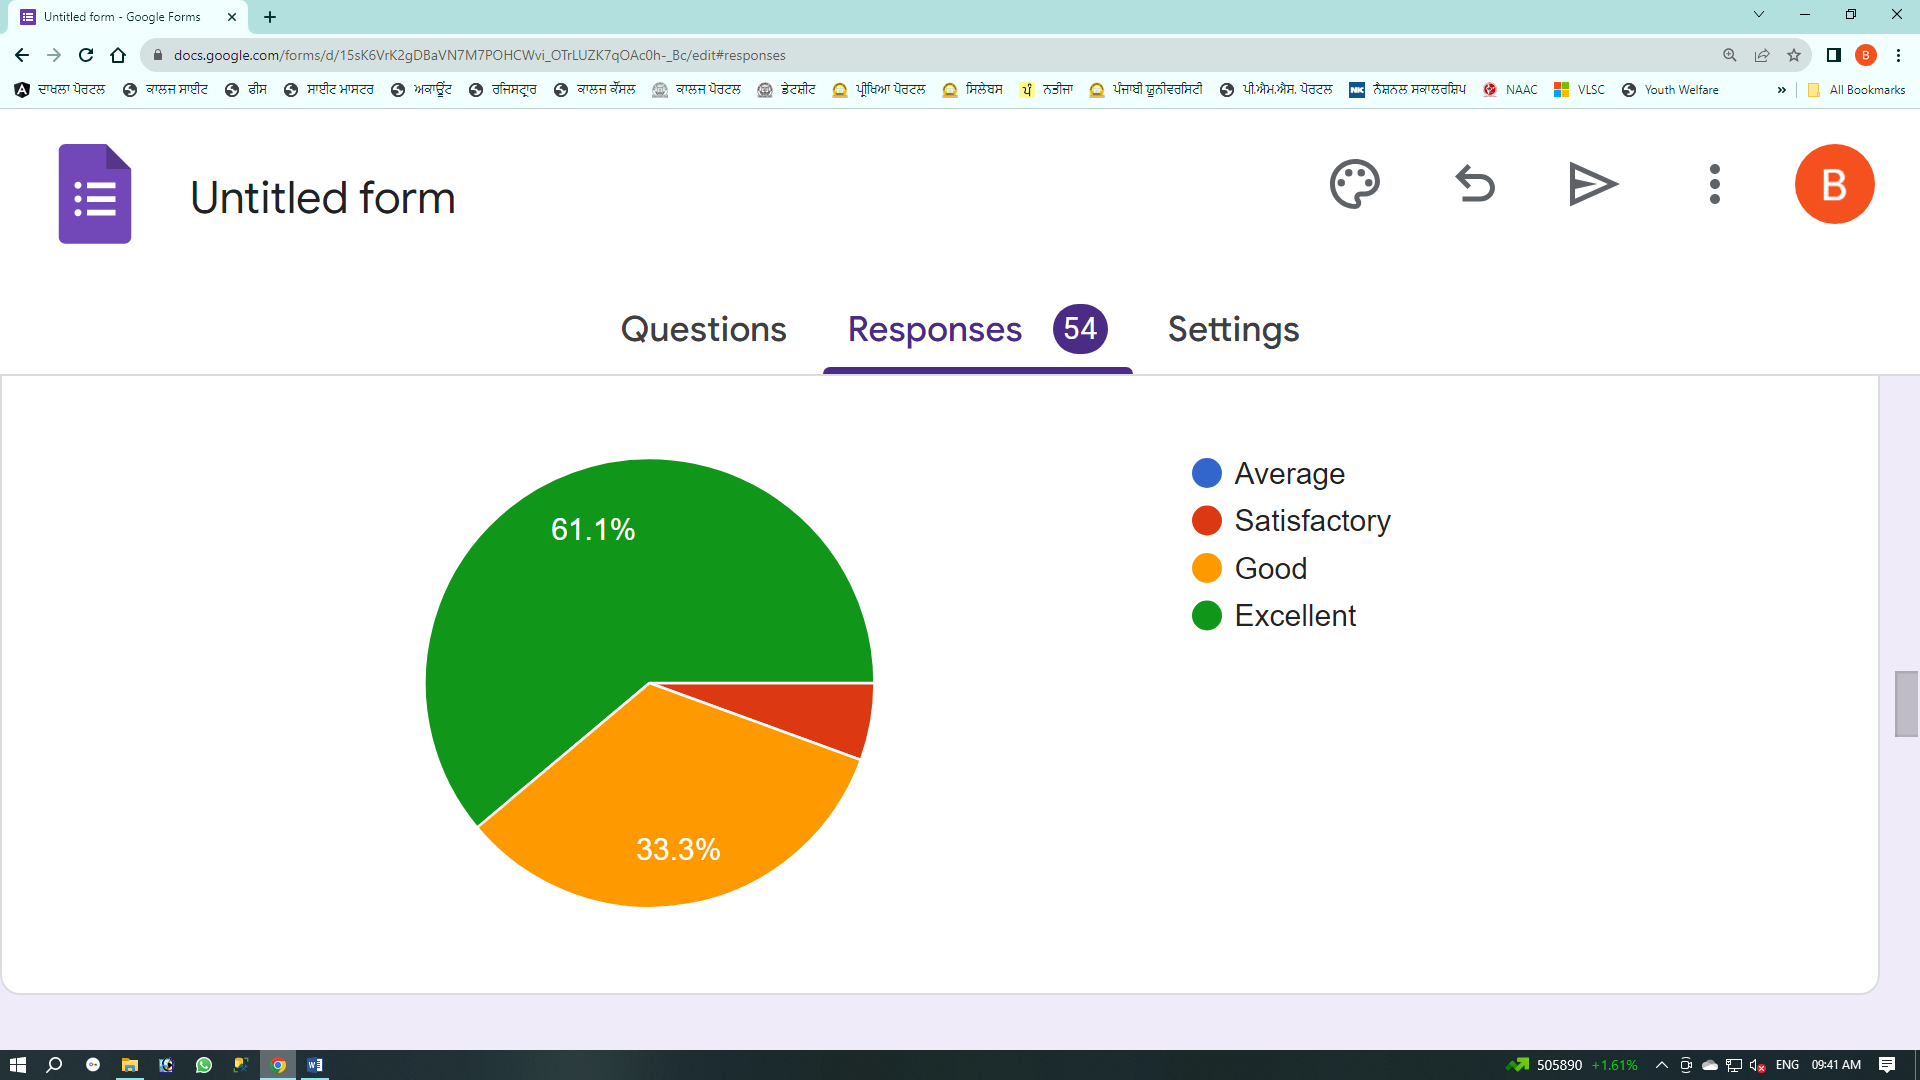 Untitled form - Google Forms
docs.google.com/forms/d/15sK6VrK2gDBaVN7M7POHCWvi_OTrLUZK7qOAc0h-_Bc/edit#responses
B
ਦਾਖਲਾ ਪੋਰਟਲ ਕਾਲਜ ਸਾਈਟ ਫੀਸ ਸਾਈਟ ਮਾਸਟਰ ਅਕਾਊਂਟ ਰਜਿਸਟ੍ਰਾਰ ਕਾਲਜ ਕੌਂਸਲ ਕਾਲਜ ਪੋਰਟਲ ਡੇਟਸ਼ੀਟ ਪ੍ਰੀਖਿਆ ਪੋਰਟਲ ਸਿਲੇਬਸ ਨਤੀਜਾ ਪੰਜਾਬੀ ਯੂਨੀਵਰਸਿਟੀ ਪੀ.ਐਮ.ਐਸ. ਪੋਰਟਲ NK ਨੈਸ਼ਨਲ ਸਕਾਲਰਸ਼ਿਪ NAAC VLSC Youth Welfare » All Bookmarks
Untitled form
B
Questions Responses 54 Settings
61.1%
33.3%
Average
Satisfactory
Good
Excellent
505890 +1.61% ENG 09:41 AM